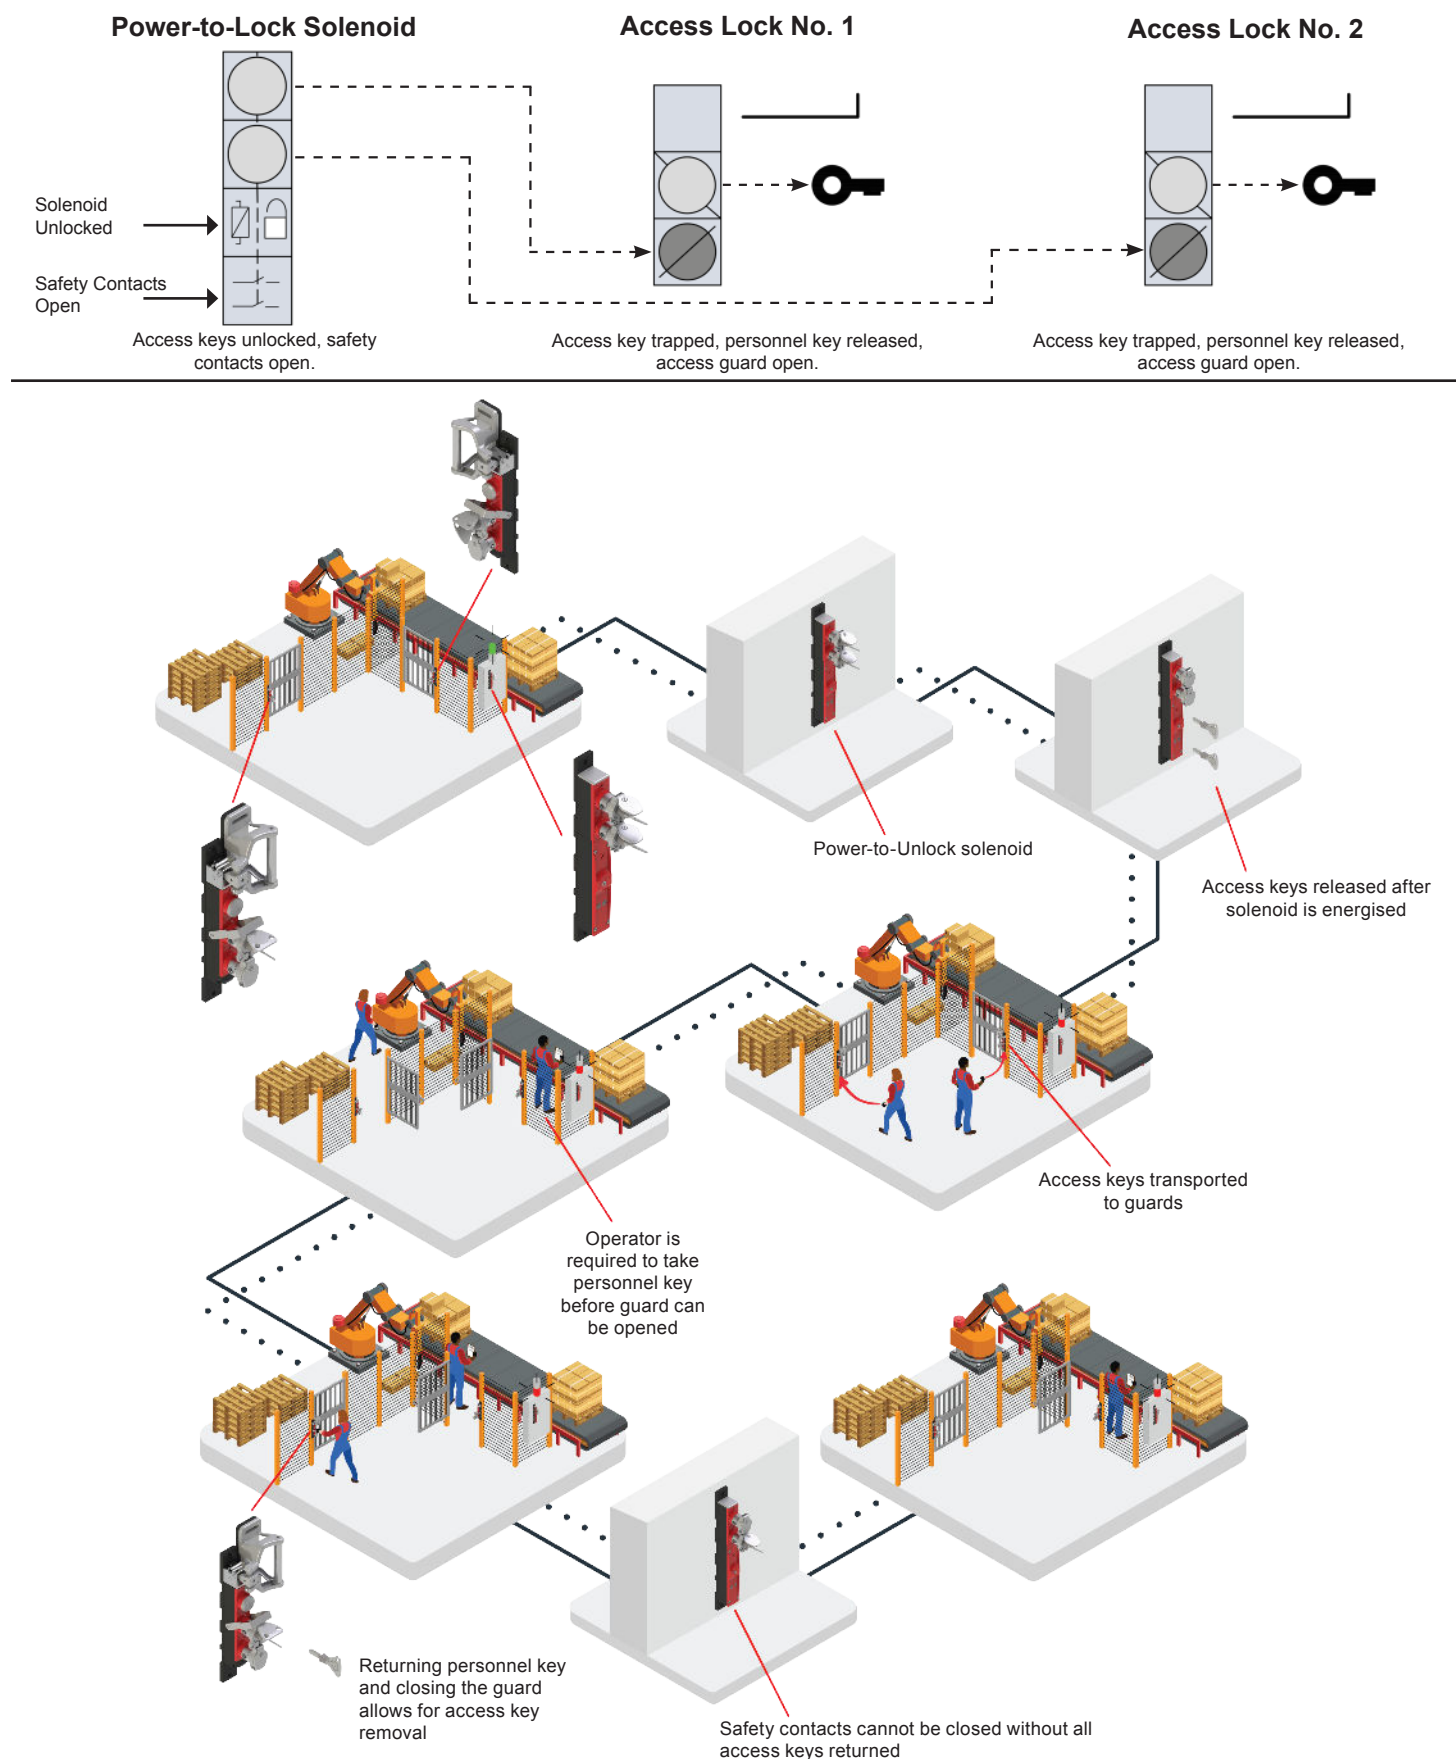 Power-to-Lock Solenoid
Access Lock No. 1
Access Lock No. 2
Solenoid
Unlocked
Safety Contacts
Open
Access keys unlocked, safety
contacts open.
Access key trapped, personnel key released,
access guard open.
Access key trapped, personnel key released,
access guard open.
Power-to-Unlock solenoid
Access keys released after
solenoid is energised
Access keys transported
to guards
Operator is
required to take
personnel key
before guard can
be opened
Returning personnel key
and closing the guard
allows for access key
removal
Safety contacts cannot be closed without all
access keys returned